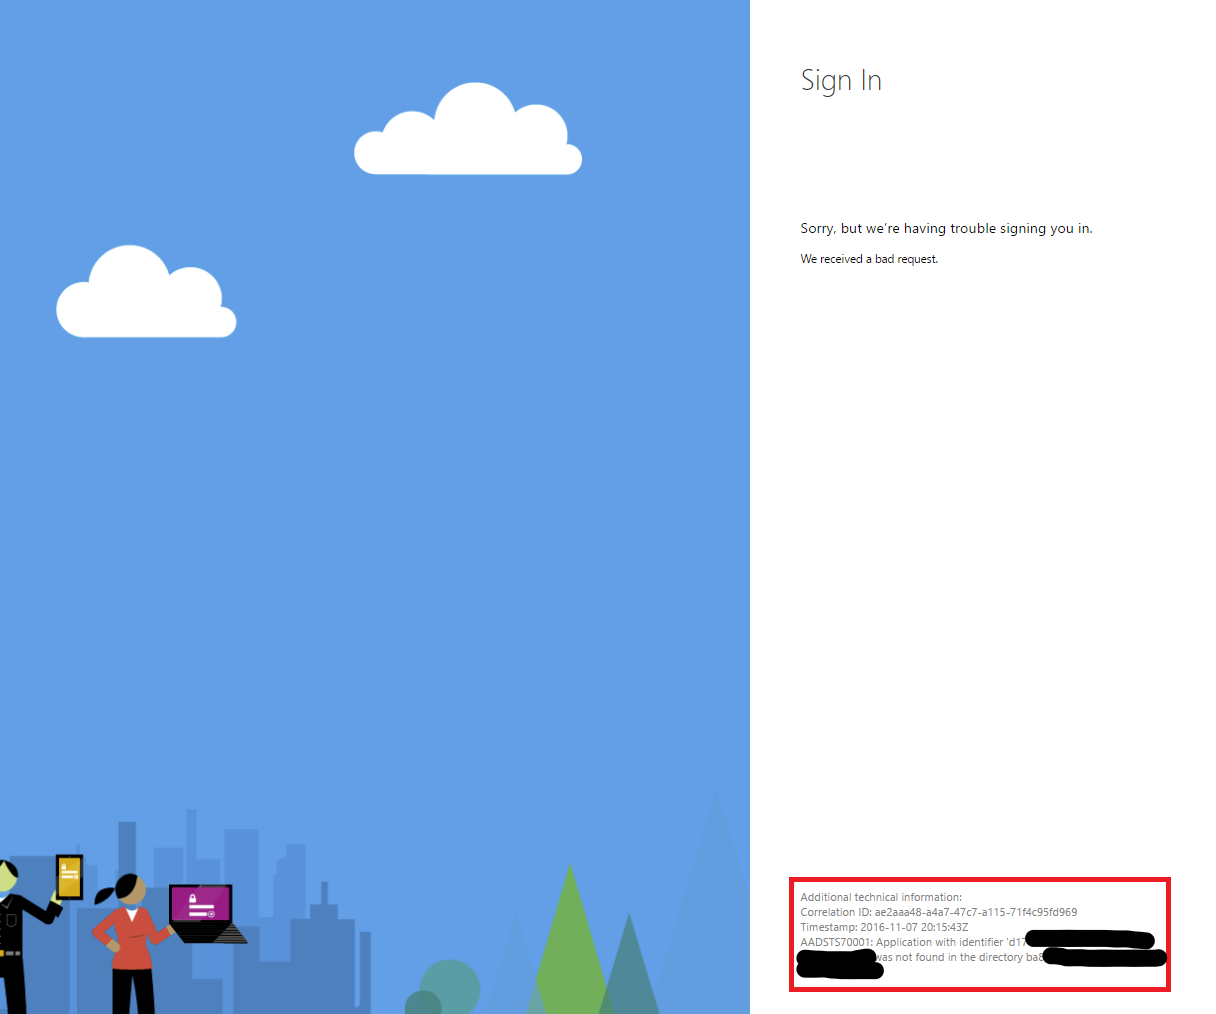 Sign In
Sorry, but we're having trouble signing you in.
We received a bad request.
Additional technical information:
Correlation ID: ae2aaa48-a4a7-47c7-a115-71f4c95fd969
Timestamp: 2016-11-07 20:15:43Z
AADSTS70001: Application with identifier 'd17
was not found in the directory ba8